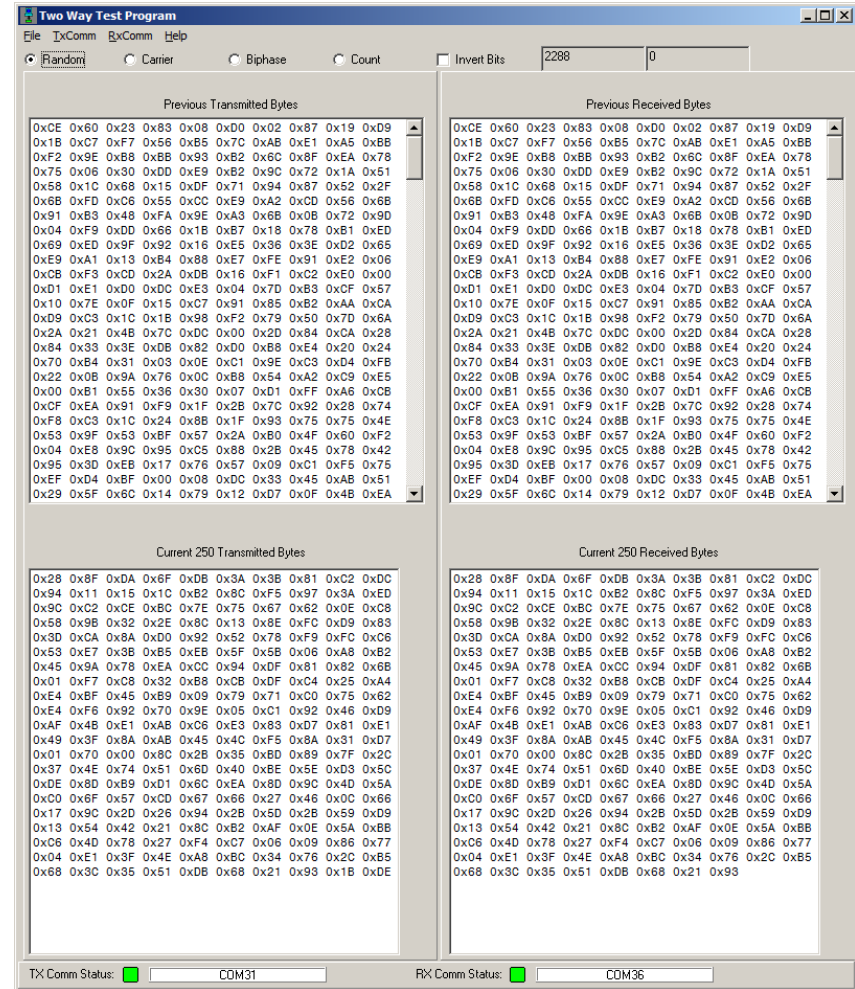 Two Way Test Program
File TxComm RxComm Help
Random Carrier Biphase Count Invert Bits 2288 0
Previous Transmitted Bytes
0xCE 0x60 0x23 0x83 0x08 0xD0 0x02 0x87 0x19 0xD9
0x1B 0xC7 0xF7 0x56 0xB5 0x7C 0xAB 0xE1 0xA5 0xBB
0xF2 0x9E 0xB8 0xBB 0x93 0xB2 0x6C 0x8F 0xEA 0x78
0x75 0x06 0x30 0xDD 0xE9 0xB2 0x9C 0x72 0x1A 0x51
0x58 0x1C 0x68 0x15 0xDF 0x71 0x94 0x87 0x52 0x2F
0x6B 0xFD 0xC6 0x55 0xCC 0xE9 0xA2 0xCD 0x56 0x6B
0x91 0xB3 0x48 0xFA 0x9E 0xA3 0x6B 0x0B 0x72 0x9D
0x04 0xF9 0xDD 0x66 0x1B 0xB7 0x18 0x78 0xB1 0xED
0x69 0xED 0x9F 0x92 0x16 0xE5 0x36 0x3E 0xD2 0x65
0xE9 0xA1 0x13 0xB4 0x88 0xE7 0xFE 0x91 0xE2 0x06
0xCB 0xF3 0xCD 0x2A 0xDB 0x16 0xF1 0xC2 0xE0 0x00
0xD1 0xE1 0xD0 0xDC 0xE3 0x04 0x7D 0xB3 0xCF 0x57
0x10 0x7E 0x0F 0x15 0xC7 0x91 0x85 0xB2 0xAA 0xCA
0xD9 0xC3 0x1C 0x1B 0x98 0xF2 0x79 0x50 0x7D 0x6A
0x2A 0x21 0x4B 0x7C 0xDC 0x00 0x2D 0x84 0xCA 0x28
0x84 0x33 0x3E 0xDB 0x82 0xD0 0xB8 0xE4 0x20 0x24
0x70 0xB4 0x31 0x03 0x0E 0xC1 0x9E 0xC3 0xD4 0xFB
0x22 0x0B 0x9A 0x76 0x0C 0xB8 0x54 0xA2 0xC9 0xE5
0x00 0xB1 0x55 0x36 0x30 0x07 0xD1 0xFF 0xA6 0xCB
0xCF 0xEA 0x91 0xF9 0x1F 0x2B 0x7C 0x92 0x28 0x74
0xF8 0xC3 0x1C 0x24 0x8B 0x1F 0x93 0x75 0x75 0x4E
0x53 0x9F 0x53 0xBF 0x57 0x2A 0xB0 0x4F 0x60 0xF2
0x04 0xE8 0x9C 0x95 0xC5 0x88 0x2B 0x45 0x78 0x42
0x95 0x3D 0xEB 0x17 0x76 0x57 0x09 0xC1 0xF5 0x75
0xEF 0xD4 0xBF 0x00 0x08 0xDC 0x33 0x45 0xAB 0x51
0x29 0x5F 0x6C 0x14 0x79 0x12 0xD7 0x0F 0x4B 0xEA
Previous Received Bytes
0xCE 0x60 0x23 0x83 0x08 0xD0 0x02 0x87 0x19 0xD9
0x1B 0xC7 0xF7 0x56 0xB5 0x7C 0xAB 0xE1 0xA5 0xBB
0xF2 0x9E 0xB8 0xBB 0x93 0xB2 0x6C 0x8F 0xEA 0x78
0x75 0x06 0x30 0xDD 0xE9 0xB2 0x9C 0x72 0x1A 0x51
0x58 0x1C 0x68 0x15 0xDF 0x71 0x94 0x87 0x52 0x2F
0x6B 0xFD 0xC6 0x55 0xCC 0xE9 0xA2 0xCD 0x56 0x6B
0x91 0xB3 0x48 0xFA 0x9E 0xA3 0x6B 0x0B 0x72 0x9D
0x04 0xF9 0xDD 0x66 0x1B 0xB7 0x18 0x78 0xB1 0xED
0x69 0xED 0x9F 0x92 0x16 0xE5 0x36 0x3E 0xD2 0x65
0xE9 0xA1 0x13 0xB4 0x88 0xE7 0xFE 0x91 0xE2 0x06
0xCB 0xF3 0xCD 0x2A 0xDB 0x16 0xF1 0xC2 0xE0 0x00
0xD1 0xE1 0xD0 0xDC 0xE3 0x04 0x7D 0xB3 0xCF 0x57
0x10 0x7E 0x0F 0x15 0xC7 0x91 0x85 0xB2 0xAA 0xCA
0xD9 0xC3 0x1C 0x1B 0x98 0xF2 0x79 0x50 0x7D 0x6A
0x2A 0x21 0x4B 0x7C 0xDC 0x00 0x2D 0x84 0xCA 0x28
0x84 0x33 0x3E 0xDB 0x82 0xD0 0xB8 0xE4 0x20 0x24
0x70 0xB4 0x31 0x03 0x0E 0xC1 0x9E 0xC3 0xD4 0xFB
0x22 0x0B 0x9A 0x76 0x0C 0xB8 0x54 0xA2 0xC9 0xE5
0x00 0xB1 0x55 0x36 0x30 0x07 0xD1 0xFF 0xA6 0xCB
0xCF 0xEA 0x91 0xF9 0x1F 0x2B 0x7C 0x92 0x28 0x74
0xF8 0xC3 0x1C 0x24 0x8B 0x1F 0x93 0x75 0x75 0x4E
0x53 0x9F 0x53 0xBF 0x57 0x2A 0xB0 0x4F 0x60 0xF2
0x04 0xE8 0x9C 0x95 0xC5 0x88 0x2B 0x45 0x78 0x42
0x95 0x3D 0xEB 0x17 0x76 0x57 0x09 0xC1 0xF5 0x75
0xEF 0xD4 0xBF 0x00 0x08 0xDC 0x33 0x45 0xAB 0x51
0x29 0x5F 0x6C 0x14 0x79 0x12 0xD7 0x0F 0x4B 0xEA
Current 250 Transmitted Bytes
0x28 0x8F 0xDA 0x6F 0xDB 0x3A 0x3B 0x81 0xC2 0xDC
0x94 0x11 0x15 0x1C 0xB2 0x8C 0xF5 0x97 0x3A 0xED
0x9C 0xC2 0xCE 0xBC 0x7E 0x75 0x67 0x62 0x0E 0xC8
0x58 0x9B 0x32 0x2E 0x8C 0x13 0x8E 0xFC 0xD9 0x83
0x3D 0xCA 0x8A 0xD0 0x92 0x52 0x78 0xF9 0xFC 0xC6
0x53 0xE7 0x3B 0xB5 0xEB 0x5F 0x5B 0x06 0xA8 0xB2
0x45 0x9A 0x78 0xEA 0xCC 0x94 0xDF 0x81 0x82 0x6B
0x01 0xF7 0xC8 0x32 0xB8 0xCB 0xDF 0xC4 0x25 0xA4
0xE4 0xBF 0x45 0xB9 0x09 0x79 0x71 0xC0 0x75 0x62
0xE4 0xF6 0x92 0x70 0x9E 0x05 0xC1 0x92 0x46 0xD9
0xAF 0x4B 0xE1 0xAB 0xC6 0xE3 0x83 0xD7 0x81 0xE1
0x49 0x3F 0x8A 0xAB 0x45 0x4C 0xF5 0x8A 0x31 0xD7
0x01 0x70 0x00 0x8C 0x2B 0x35 0xBD 0x89 0x7F 0x2C
0x37 0x4E 0x74 0x51 0x6D 0x40 0xBE 0x5E 0xD3 0x5C
0xDE 0x8D 0xB9 0xD1 0x6C 0xEA 0x8D 0x9C 0x4D 0x5A
0xC0 0x6F 0x57 0xCD 0x67 0x66 0x27 0x46 0x0C 0x66
0x17 0x9C 0x2D 0x26 0x94 0x2B 0x5D 0x2B 0x59 0xD9
0x13 0x54 0x42 0x21 0x8C 0xB2 0xAF 0x0E 0x5A 0xBB
0xC6 0x4D 0x78 0x27 0xF4 0xC7 0x06 0x09 0x86 0x77
0x04 0xE1 0x3F 0x4E 0xA8 0xBC 0x34 0x76 0x2C 0xB5
0x68 0x3C 0x35 0x51 0xDB 0x68 0x21 0x93 0x1B 0xDE
Current 250 Received Bytes
0x28 0x8F 0xDA 0x6F 0xDB 0x3A 0x3B 0x81 0xC2 0xDC
0x94 0x11 0x15 0x1C 0xB2 0x8C 0xF5 0x97 0x3A 0xED
0x9C 0xC2 0xCE 0xBC 0x7E 0x75 0x67 0x62 0x0E 0xC8
0x58 0x9B 0x32 0x2E 0x8C 0x13 0x8E 0xFC 0xD9 0x83
0x3D 0xCA 0x8A 0xD0 0x92 0x52 0x78 0xF9 0xFC 0xC6
0x53 0xE7 0x3B 0xB5 0xEB 0x5F 0x5B 0x06 0xA8 0xB2
0x45 0x9A 0x78 0xEA 0xCC 0x94 0xDF 0x81 0x82 0x6B
0x01 0xF7 0xC8 0x32 0xB8 0xCB 0xDF 0xC4 0x25 0xA4
0xE4 0xBF 0x45 0xB9 0x09 0x79 0x71 0xC0 0x75 0x62
0xE4 0xF6 0x92 0x70 0x9E 0x05 0xC1 0x92 0x46 0xD9
0xAF 0x4B 0xE1 0xAB 0xC6 0xE3 0x83 0xD7 0x81 0xE1
0x49 0x3F 0x8A 0xAB 0x45 0x4C 0xF5 0x8A 0x31 0xD7
0x01 0x70 0x00 0x8C 0x2B 0x35 0xBD 0x89 0x7F 0x2C
0x37 0x4E 0x74 0x51 0x6D 0x40 0xBE 0x5E 0xD3 0x5C
0xDE 0x8D 0xB9 0xD1 0x6C 0xEA 0x8D 0x9C 0x4D 0x5A
0xC0 0x6F 0x57 0xCD 0x67 0x66 0x27 0x46 0x0C 0x66
0x17 0x9C 0x2D 0x26 0x94 0x2B 0x5D 0x2B 0x59 0xD9
0x13 0x54 0x42 0x21 0x8C 0xB2 0xAF 0x0E 0x5A 0xBB
0xC6 0x4D 0x78 0x27 0xF4 0xC7 0x06 0x09 0x86 0x77
0x04 0xE1 0x3F 0x4E 0xA8 0xBC 0x34 0x76 0x2C 0xB5
0x68 0x3C 0x35 0x51 0xDB 0x68 0x21 0x93
TX Comm Status: COM31 RX Comm Status: COM36